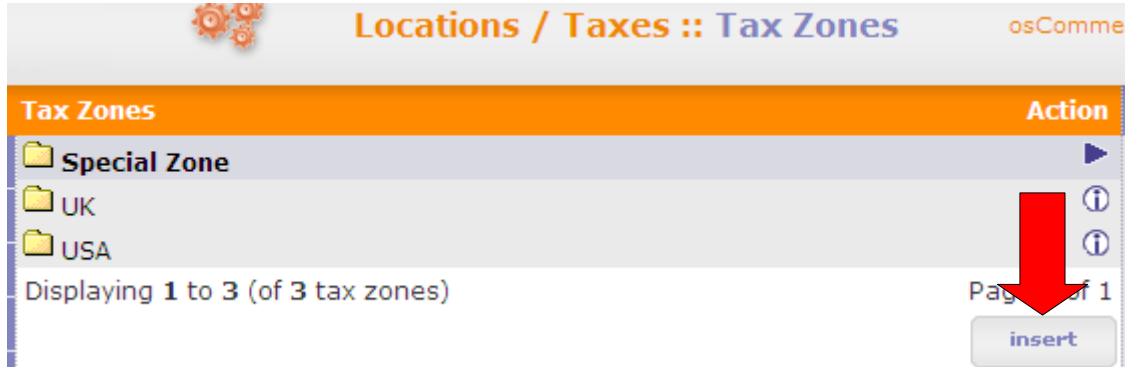 Locations / Taxes :: Tax Zones osComme
Tax Zones Action
Special Zone
UK
USA
Displaying 1 to 3 (of 3 tax zones) of 1
insert